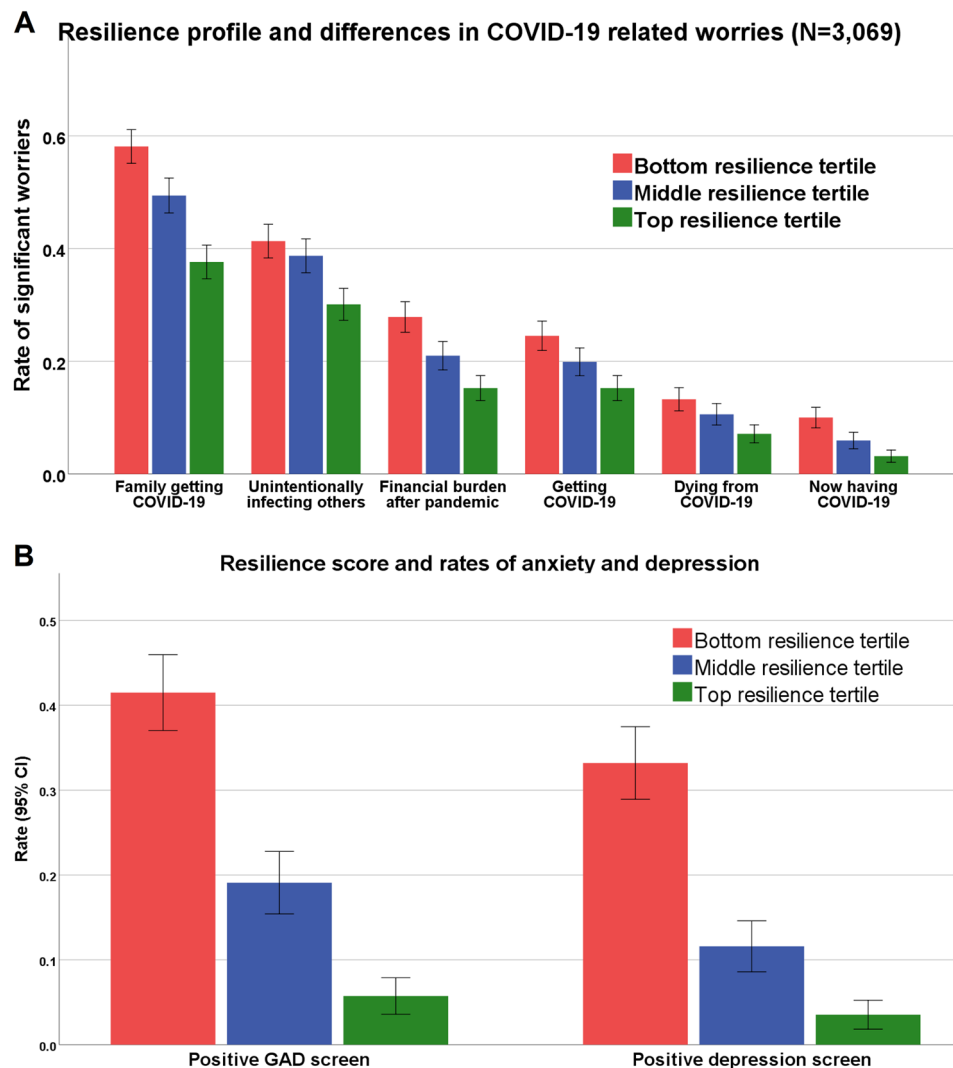 A
Resilience profile and differences in COVID-19 related worries (N=3,069)
Rate of significant worriers
0.6
0.4
0.2
0.0
Bottom resilience tertile
Middle resilience tertile
Top resilience tertile
Family getting
COVID-19
Unintentionally
infecting others
Financial burden
after pandemic
Getting
COVID-19
Dying from
COVID-19
Now having
COVID-19
B
Resilience score and rates of anxiety and depression
Rate (95% CI)
0.5
0.4
0.3
0.2
0.1
0.0
Bottom resilience tertile
Middle resilience tertile
Top resilience tertile
Positive GAD screen
Positive depression screen